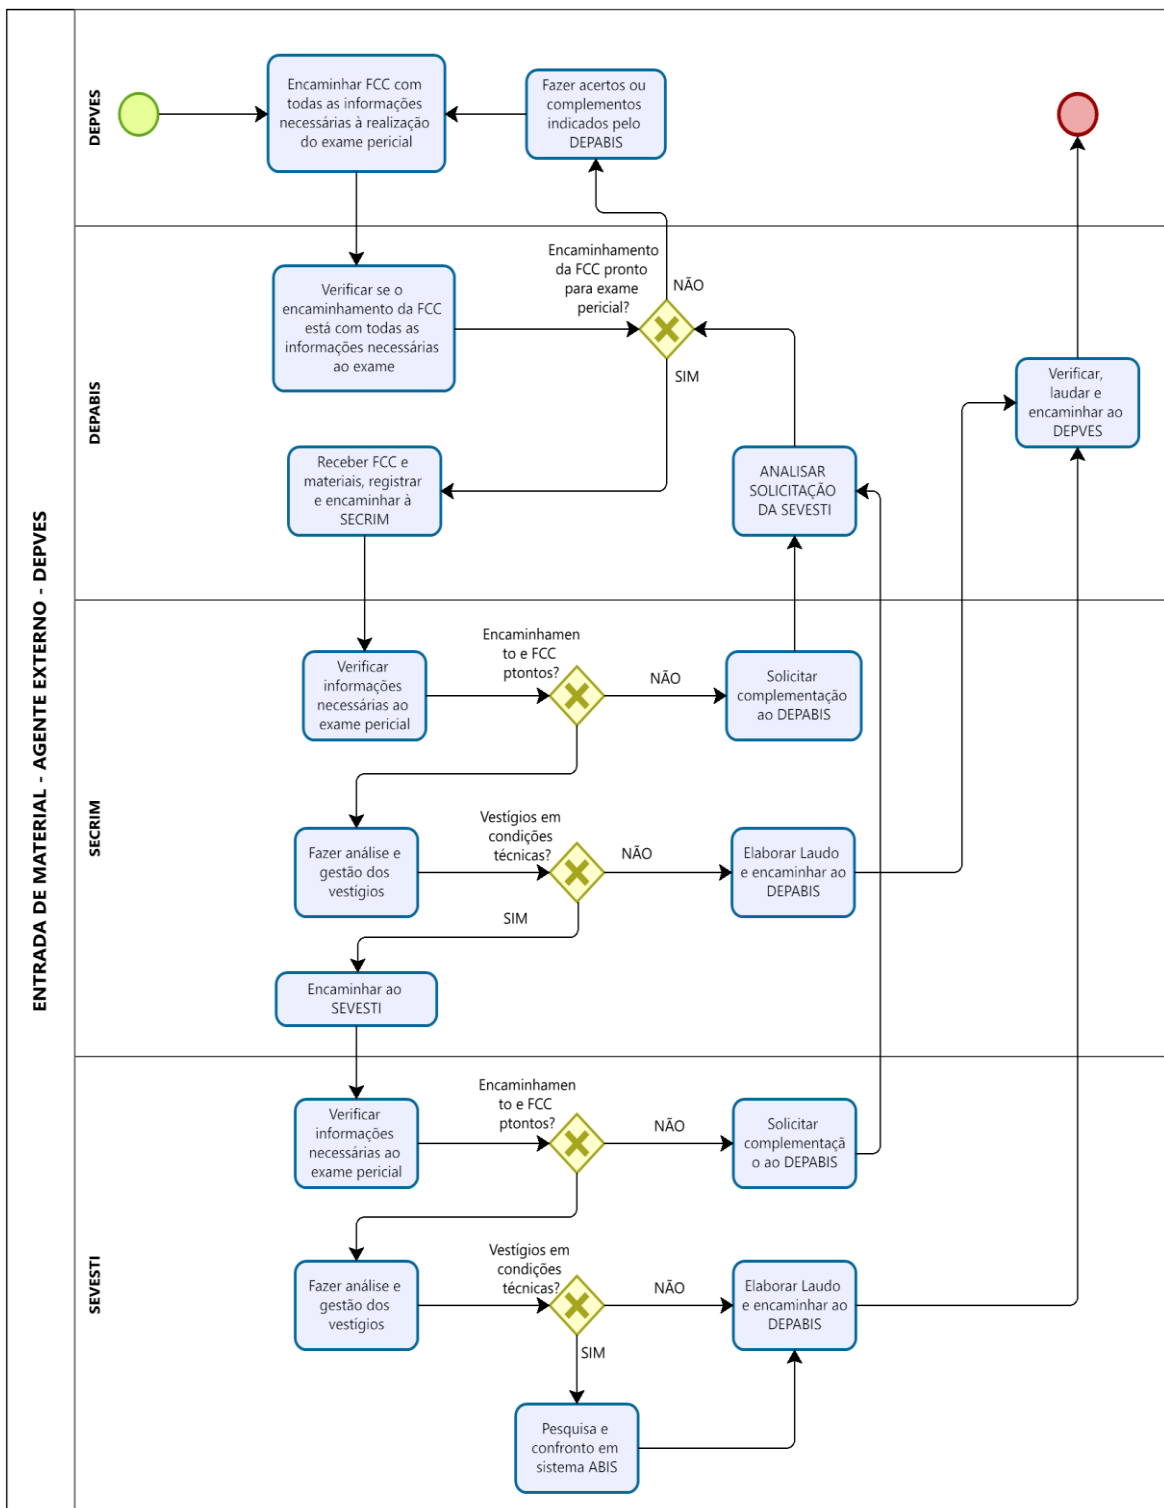 ENTRADA DE MATERIAL - AGENTE EXTERNO - DEPVES
DEPVES
Encaminhar FCC com
todas as informações
necessárias à realização
do exame pericial
Fazer acertos ou
complementos
indicados pelo
DEPABIS
DEPABIS
Verificar se o
encaminhamento da FCC
está com todas as
informações necessárias
ao exame
Encaminhamento
da FCC pronto
para exame
pericial?
NÃO
SIM
Verificar,
laudar e
encaminhar ao
DEPVES
Receber FCC e
materiais, registrar
e encaminhar à
SECRIM
ANALISAR
SOLICITAÇÃO
DA SEVESTI
SECRIM
Verificar
informações
necessárias ao
exame pericial
Encaminhamen
to e FCC
ptontos?
NÃO
Solicitar
complementação
ao DEPABIS
Fazer análise e
gestão dos
vestígios
Vestígios em
condições
técnicas?
NÃO
SIM
Elaborar Laudo
e encaminhar ao
DEPABIS
Encaminhar ao
SEVESTI
SEVESTI
Verificar
informações
necessárias ao
exame pericial
Encaminhamen
to e FCC
ptontos?
NÃO
Solicitar
complementaçã
o ao DEPABIS
Fazer análise e
gestão dos
vestígios
Vestígios em
condições
técnicas?
NÃO
SIM
Elaborar Laudo
e encaminhar ao
DEPABIS
Pesquisa e
confronto em
sistema ABIS